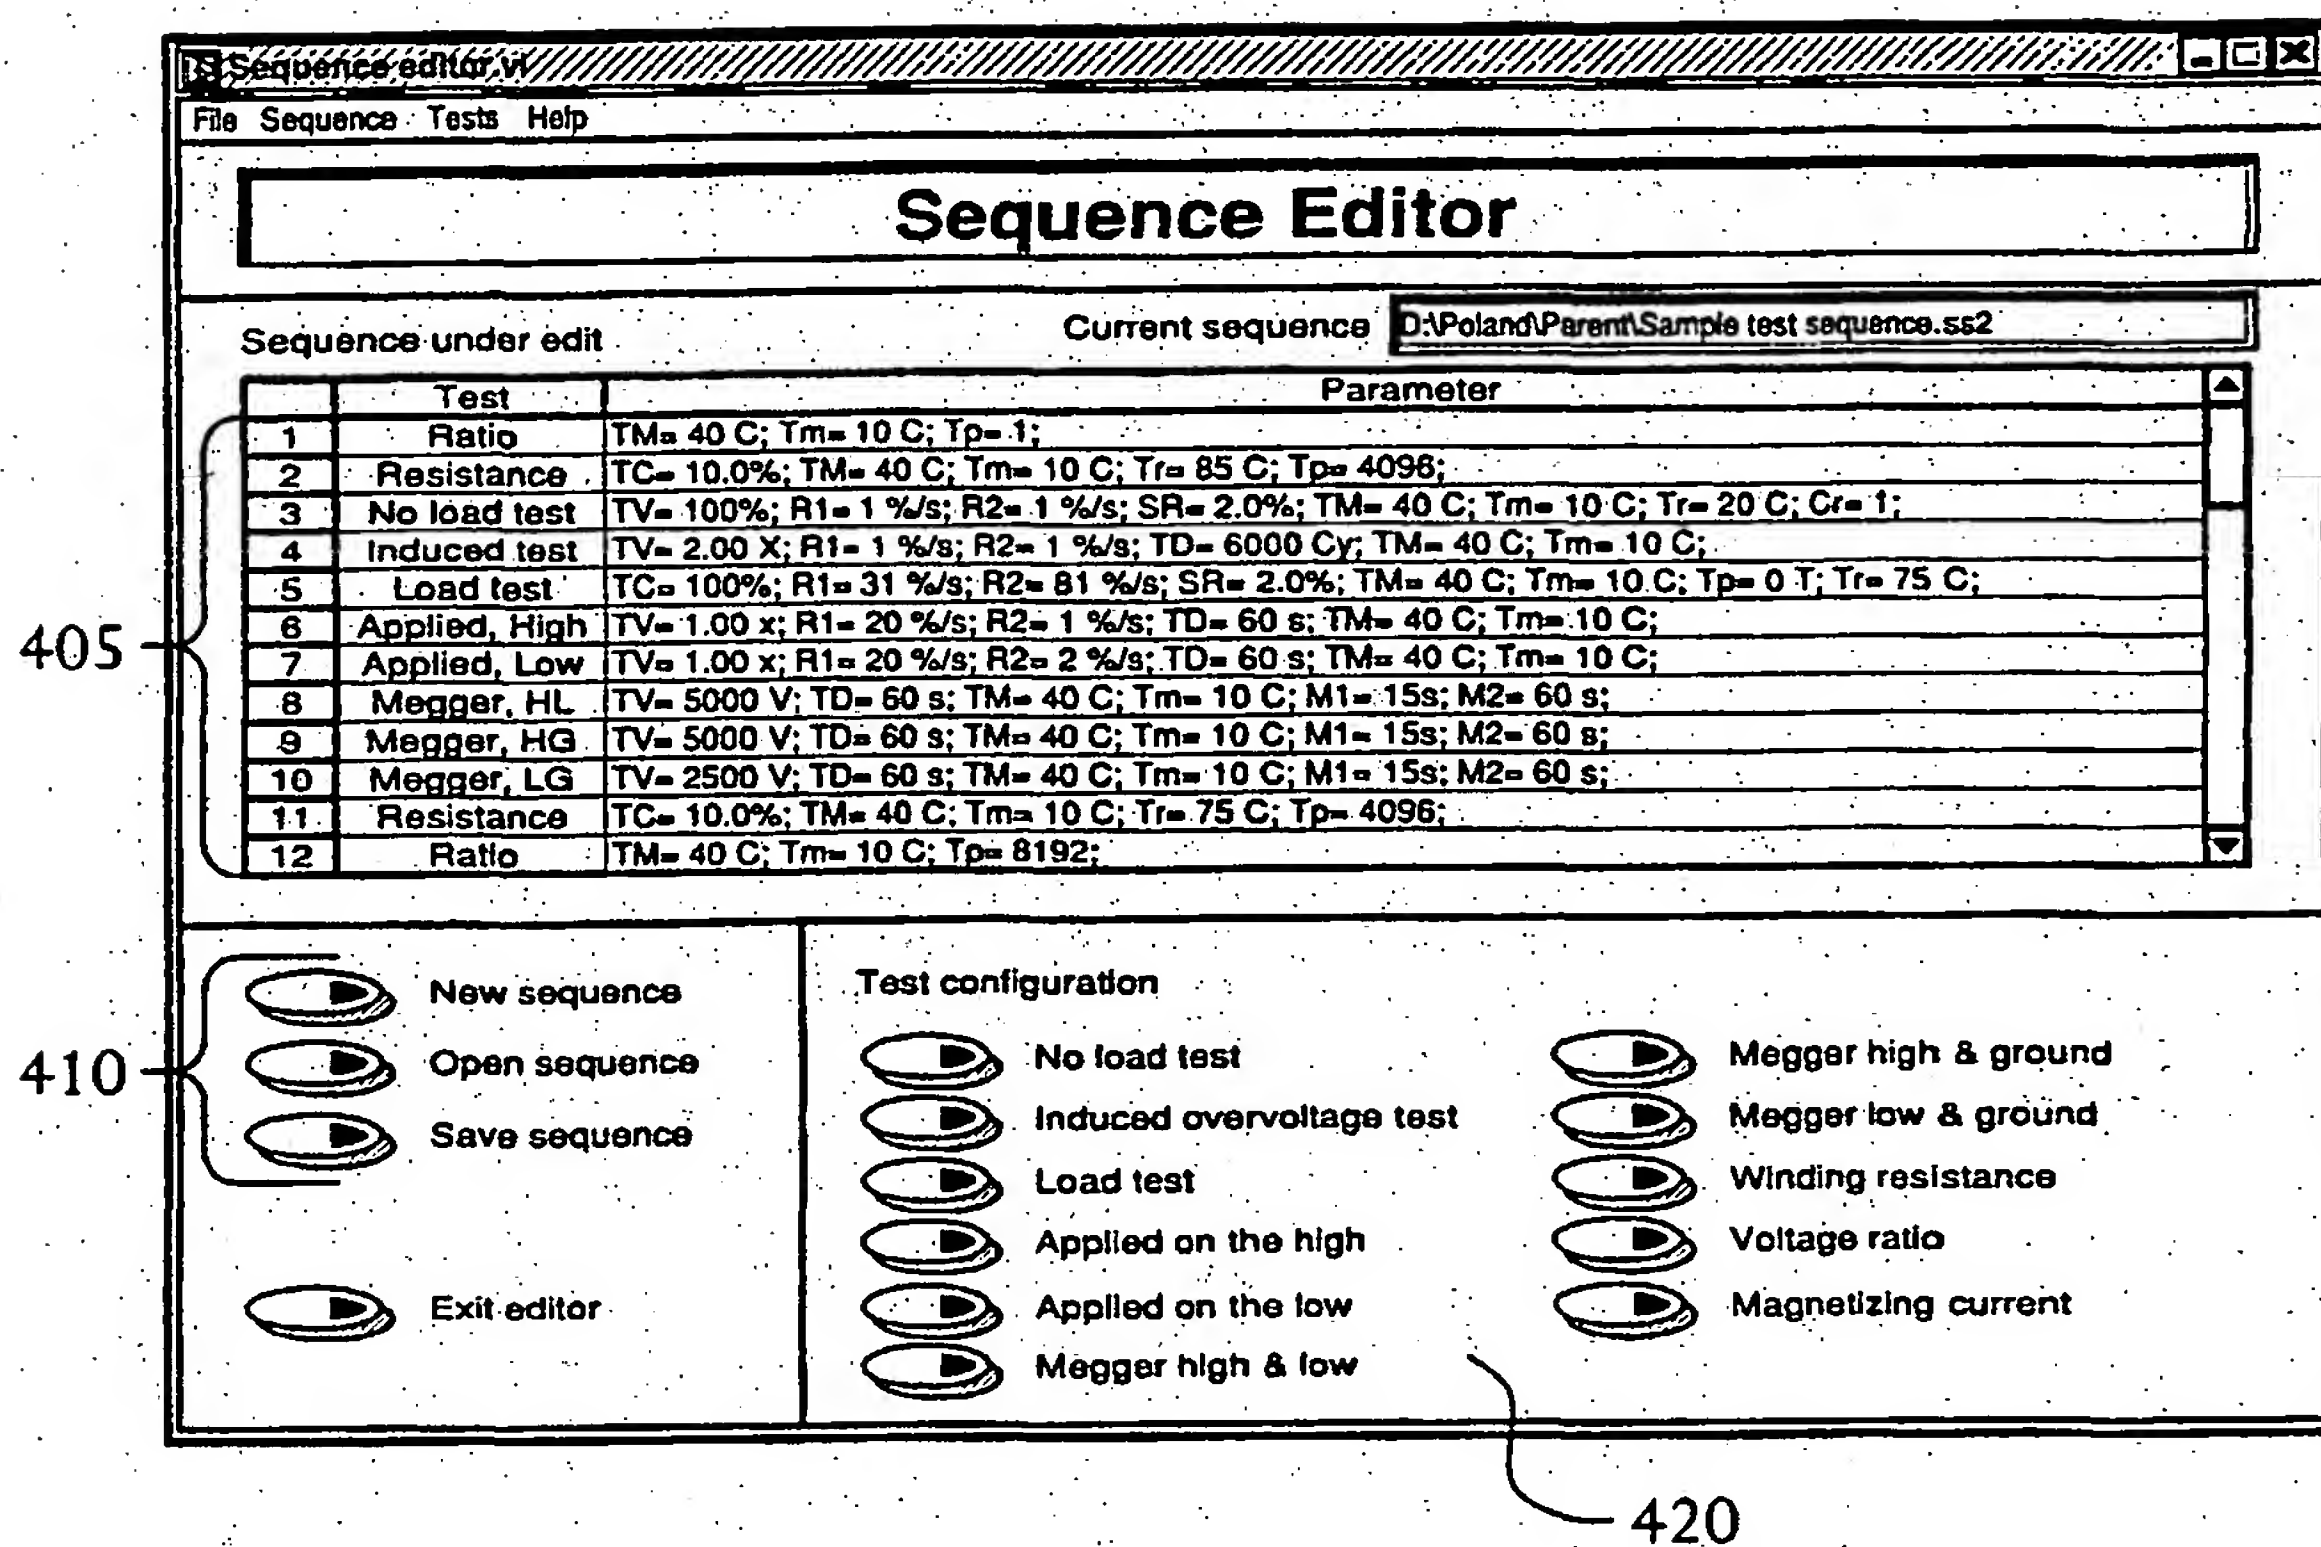 Sequence editor.vi
File Sequence Tests Help
Sequence Editor
Sequence under edit
Current sequence D:\Poland\Parent\Sample test sequence.ss2
Test Parameter
1 Ratio TM= 40 C; Tm= 10 C; Tp= 1;
2 Resistance TC= 10.0%; TM= 40 C; Tm= 10 C; Tr= 85 C; Tp= 4096;
3 No load test TV= 100%; R1= 1 %/s; R2= 1 %/s; SR= 2.0%; TM= 40 C; Tm= 10 C; Tr= 20 C; Cr= 1;
4 Induced test TV= 2.00 X; R1= 1 %/s; R2= 1 %/s; TD= 6000 Cy; TM= 40 C; Tm= 10 C;
5 Load test TC= 100%; R1= 31 %/s; R2= 81 %/s; SR= 2.0%; TM= 40 C; Tm= 10 C; Tp= 0 T; Tr= 75 C;
6 Applied, High TV= 1.00 x; R1= 20 %/s; R2= 1 %/s; TD= 60 s; TM= 40 C; Tm= 10 C;
7 Applied, Low TV= 1.00 x; R1= 20 %/s; R2= 2 %/s; TD= 60 s; TM= 40 C; Tm= 10 C;
8 Megger, HL TV= 5000 V; TD= 60 s; TM= 40 C; Tm= 10 C; M1= 15s; M2= 60 s;
9 Megger, HG TV= 5000 V; TD= 60 s; TM= 40 C; Tm= 10 C; M1= 15s; M2= 60 s;
10 Megger, LG TV= 2500 V; TD= 60 s; TM= 40 C; Tm= 10 C; M1= 15s; M2= 60 s;
11 Resistance TC= 10.0%; TM= 40 C; Tm= 10 C; Tr= 75 C; Tp= 4096;
12 Ratio TM= 40 C; Tm= 10 C; Tp= 8192;
405
New sequence
Open sequence
Save sequence
410
Exit editor
Test configuration
No load test
Induced overvoltage test
Load test
Applied on the high
Applied on the low
Megger high & low
Megger high & ground
Megger low & ground
Winding resistance
Voltage ratio
Magnetizing current
420